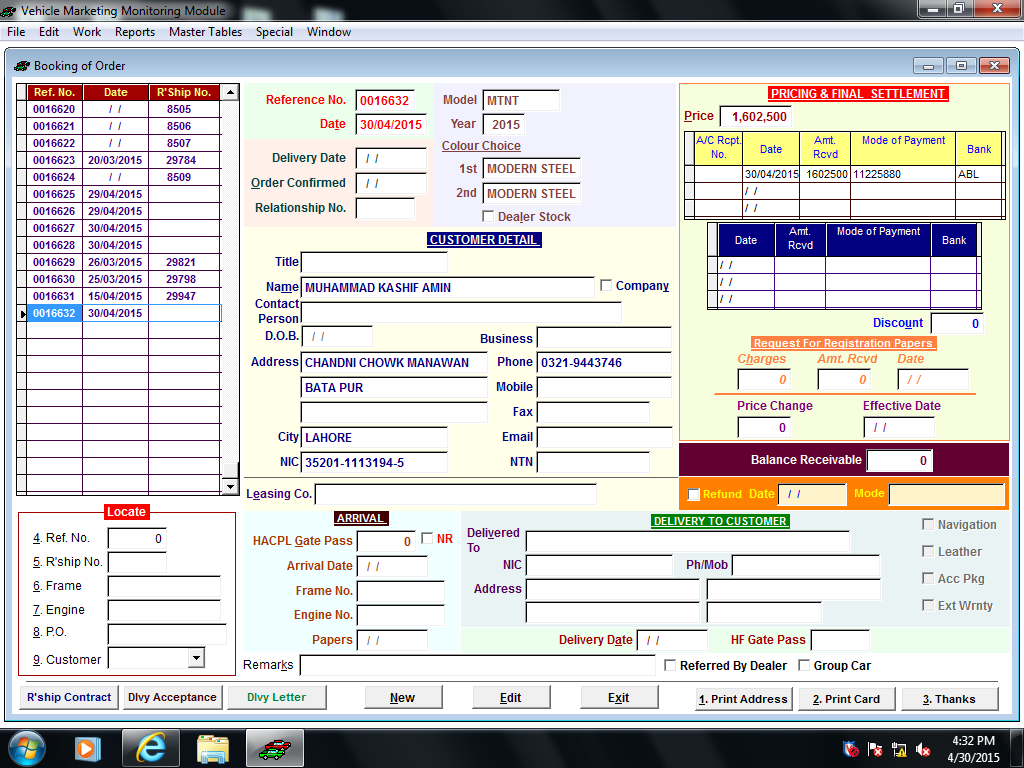 Vehicle Marketing Monitoring Module
File Edit Work Reports Master Tables Special Window
Booking of Order
Ref. No. Date R'Ship No.
0016620 / / 8505
0016621 / / 8506
0016622 / / 8507
0016623 20/03/2015 29784
0016624 / / 8509
0016625 29/04/2015
0016626 29/04/2015
0016627 30/04/2015
0016628 30/04/2015
0016629 26/03/2015 29821
0016630 25/03/2015 29798
0016631 15/04/2015 29947
0016632 30/04/2015
Locate
4. Ref. No. 0
5. R'ship No.
6. Frame
7. Engine
8. P.O.
9. Customer
Reference No. 0016632
Date 30/04/2015
Delivery Date / /
Order Confirmed / /
Relationship No.
Model MTNT
Year 2015
Colour Choice
1st MODERN STEEL
2nd MODERN STEEL
Dealer Stock
CUSTOMER DETAIL
Title
Name MUHAMMAD KASHIF AMIN Company
Contact
Person
D.O.B. / / Business
Address CHANDNI CHOWK MANAWAN Phone 0321-9443746
BATA PUR Mobile
Fax
City LAHORE Email
NIC 35201-1113194-5 NTN
Leasing Co.
PRICING & FINAL SETTLEMENT
Price 1,602,500
A/C Rcpt. No. Date Amt. Rcvd Mode of Payment Bank
30/04/2015 1602500 11225880 ABL
/ /
/ /
Date Amt. Rcvd Mode of Payment Bank
/ /
/ /
/ /
Discount 0
Request For Registration Papers
Charges Amt. Rcvd Date
0 0 / /
Price Change Effective Date
0 / /
Balance Receivable 0
Refund Date / / Mode
ARRIVAL
HACPL Gate Pass 0 NR
Arrival Date / /
Frame No.
Engine No.
Papers / /
DELIVERY TO CUSTOMER
Delivered
To
NIC Ph/Mob
Address
Delivery Date / / HF Gate Pass
Navigation
Leather
Acc Pkg
Ext Wrnty
Remarks Referred By Dealer Group Car
R'ship Contract Dlvy Acceptance Dlvy Letter New Edit Exit 1. Print Address 2. Print Card 3. Thanks
4:32 PM
4/30/2015